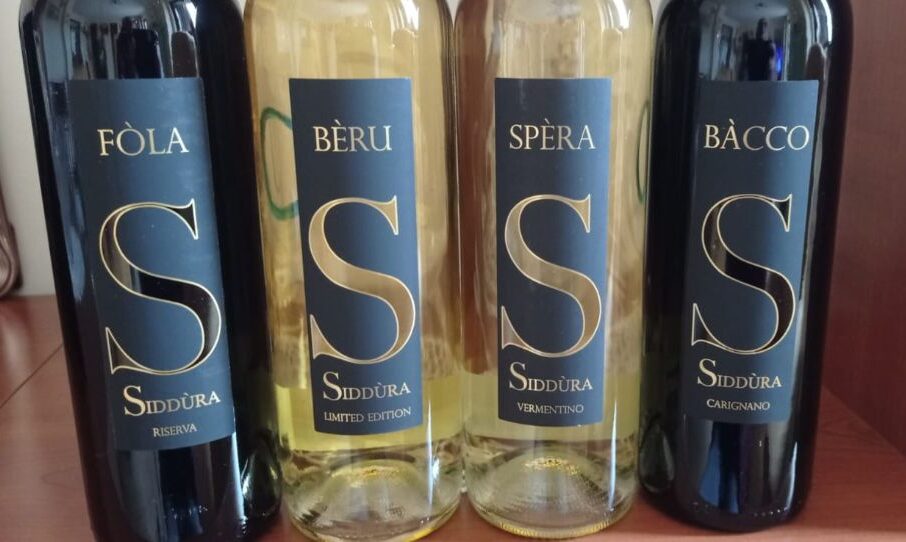 FÒLA
S
SIDDÙRA
RISERVA
BÈRU
S
SIDDÙRA
LIMITED EDITION
SPÈRA
S
SIDDÙRA
VERMENTINO
BÀCCO
S
SIDDÙRA
CARIGNANO